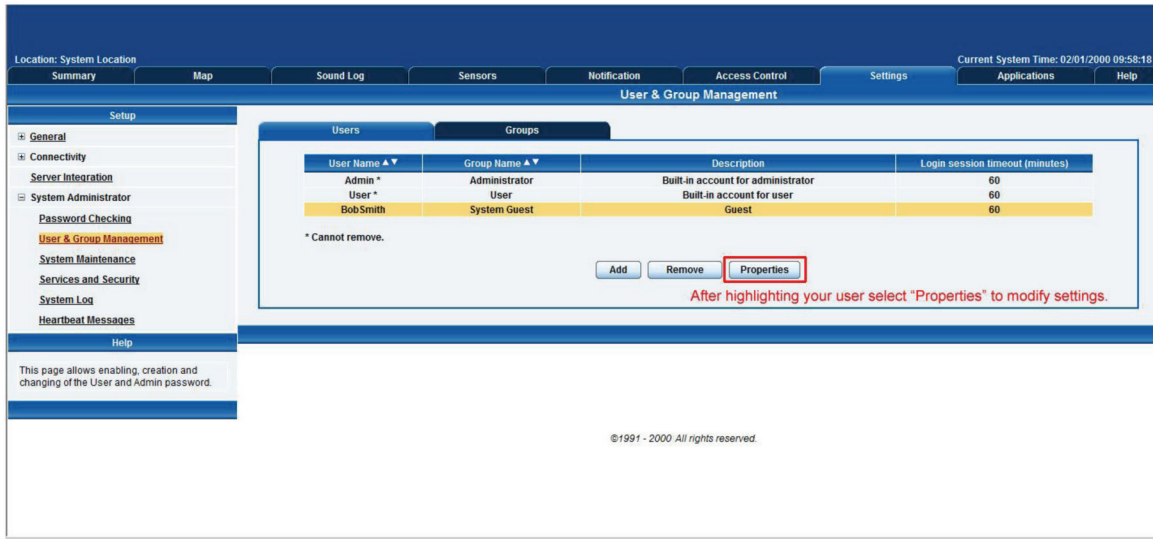 Location: System Location
Current System Time: 02/01/2000 09:58:18
Summary Map Sound Log Sensors Notification Access Control Settings Applications Help
User & Group Management
Setup
General
Connectivity
Server Integration
System Administrator
Password Checking
User & Group Management
System Maintenance
Services and Security
System Log
Heartbeat Messages
Help
This page allows enabling, creation and
changing of the User and Admin password.
Users Groups
User Name ▲▼ Group Name ▲▼ Description Login session timeout (minutes)
Admin * Administrator Built-in account for administrator 60
User * User Built-in account for user 60
BobSmith System Guest Guest 60
* Cannot remove.
Add Remove Properties
After highlighting your user select “Properties” to modify settings.
©1991 - 2000 All rights reserved.